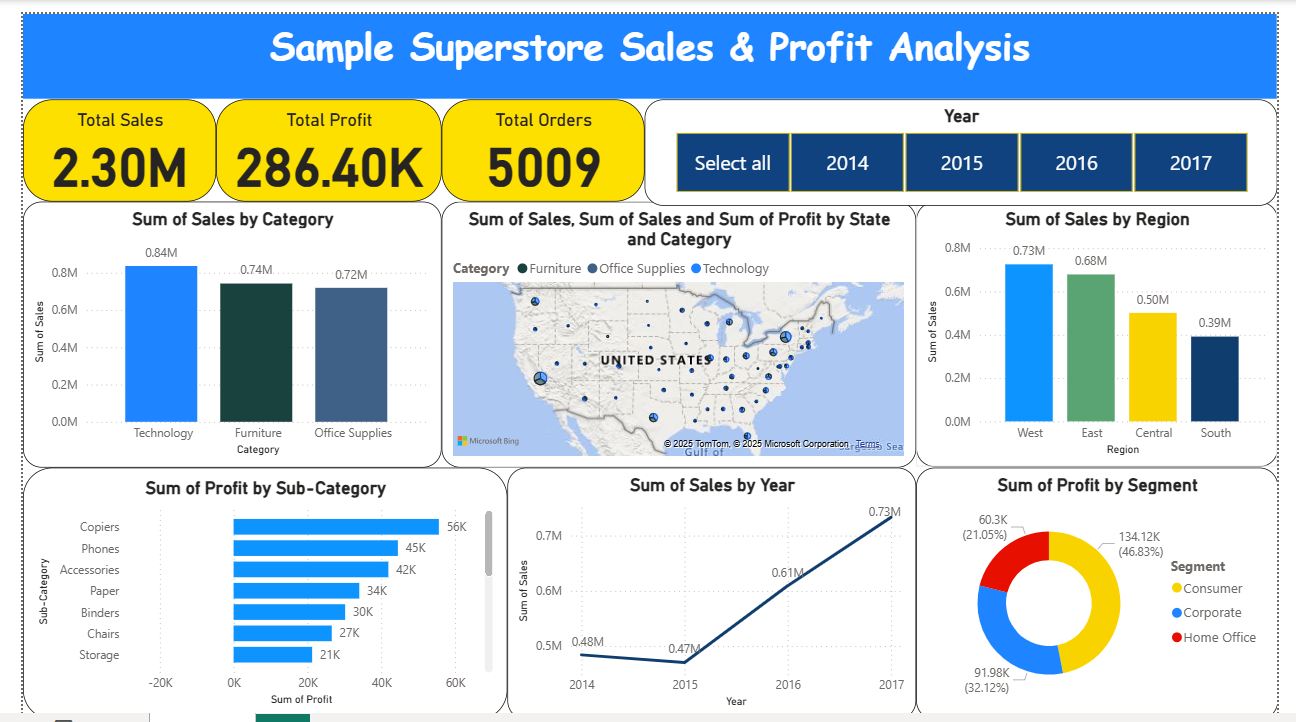 Sample Superstore Sales & Profit Analysis
Total Sales
2.30M
Total Profit
286.40K
Total Orders
5009
Year
Select all
2014
2015
2016
2017
Sum of Sales by Category
Sum of Sales
0.8M
0.6M
0.4M
0.2M
0.0M
0.84M
0.74M
0.72M
Technology
Furniture
Office Supplies
Category
Sum of Sales, Sum of Sales and Sum of Profit by State
and Category
Category Furniture Office Supplies Technology
UNITED STATES
Microsoft Bing
© 2025 TomTom, © 2025 Microsoft Corporation Terms
Gulf of
Sargasso Sea
Sum of Sales by Region
Sum of Sales
0.8M
0.6M
0.4M
0.2M
0.0M
0.73M
0.68M
0.50M
0.39M
West
East
Central
South
Region
Sum of Profit by Sub-Category
Sub-Category
Copiers
56K
Phones
45K
Accessories
42K
Paper
34K
Binders
30K
Chairs
27K
Storage
21K
-20K
0K
20K
40K
60K
Sum of Profit
Sum of Sales by Year
Sum of Sales
0.7M
0.6M
0.5M
0.48M
0.47M
0.61M
0.73M
2014
2015
2016
2017
Year
Sum of Profit by Segment
60.3K
(21.05%)
134.12K
(46.83%)
91.98K
(32.12%)
Segment
Consumer
Corporate
Home Office